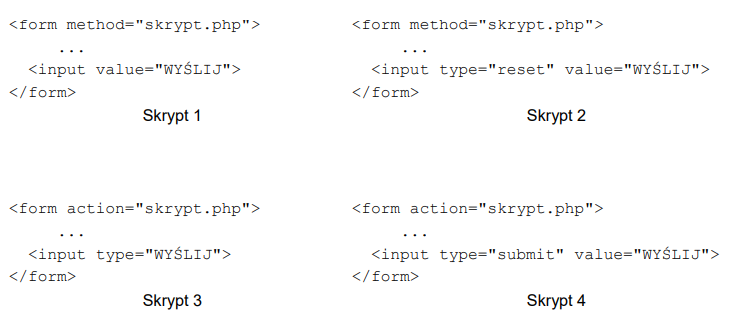 <form method="skrypt.php">
...
<input value="WYŚLIJ">
</form>
Skrypt 1
<form method="skrypt.php">
...
<input type="reset" value="WYŚLIJ">
</form>
Skrypt 2
<form action="skrypt.php">
...
<input type="WYŚLIJ">
</form>
Skrypt 3
<form action="skrypt.php">
...
<input type="submit" value="WYŚLIJ">
</form>
Skrypt 4